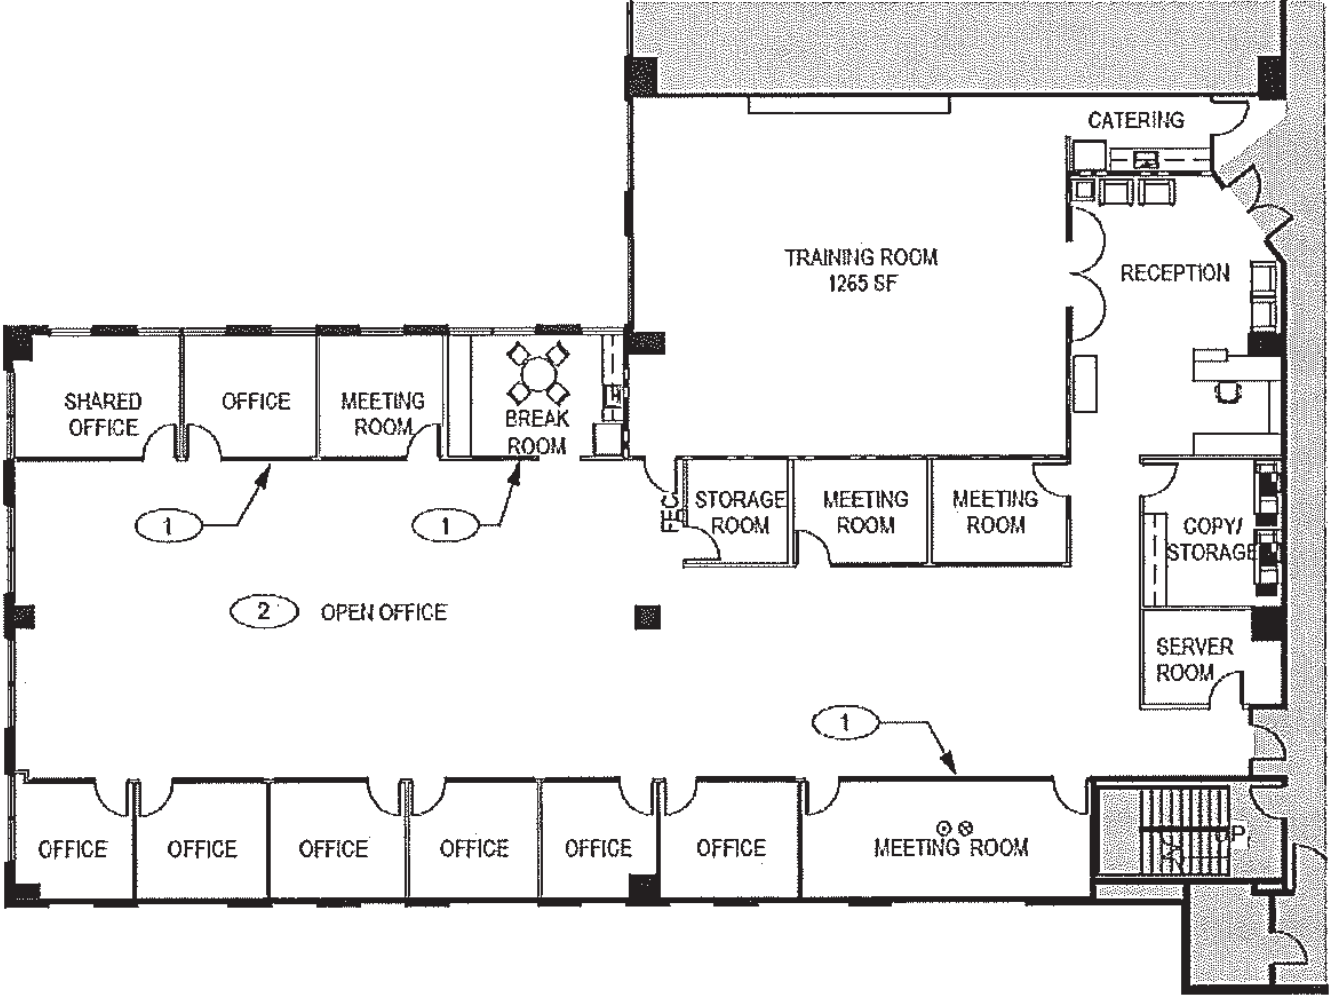 CATERING
TRAINING ROOM
1265 SF
RECEPTION
SHARED
OFFICE
OFFICE
MEETING
ROOM
BREAK
ROOM
FEC
STORAGE
ROOM
MEETING
ROOM
MEETING
ROOM
COPY/
STORAGE
1
1
2
OPEN OFFICE
SERVER
ROOM
1
OFFICE
OFFICE
OFFICE
OFFICE
OFFICE
OFFICE
MEETING ROOM
UP